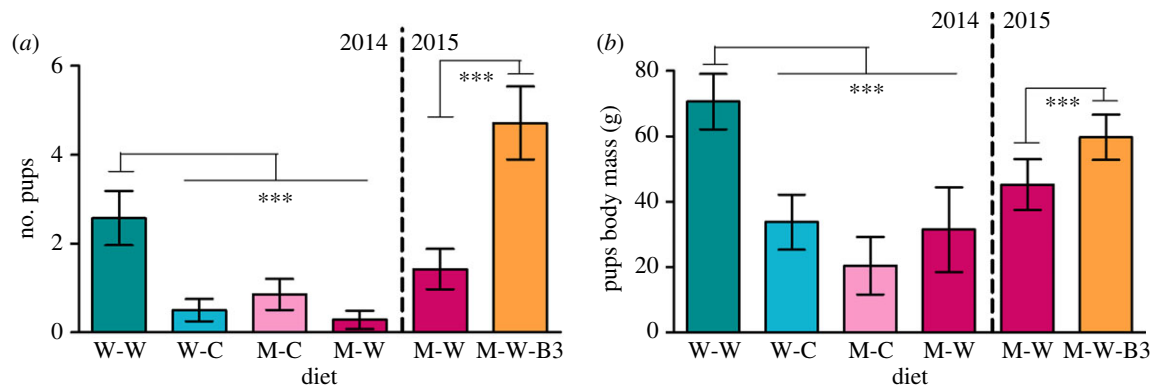 (a)
2014
2015
6
4
2
0
no. pups
***
***
W-W
W-C
M-C
M-W
M-W
M-W-B3
diet
(b)
2014
2015
80
60
40
20
0
pups body mass (g)
***
***
W-W
W-C
M-C
M-W
M-W
M-W-B3
diet